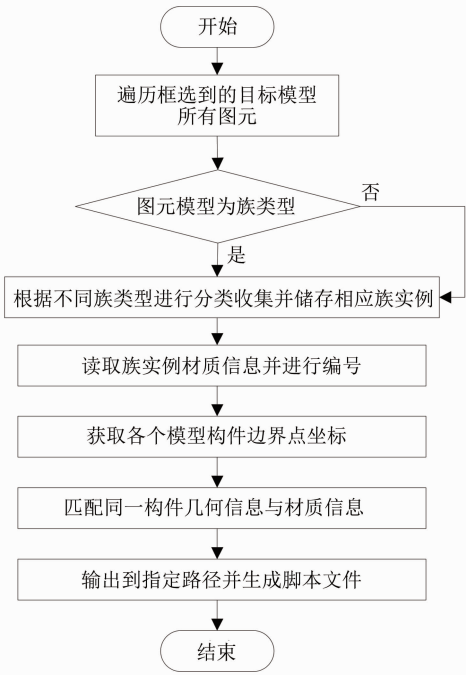 开始
遍历框选到的目标模型
所有图元
图元模型为族类型
否
是
根据不同族类型进行分类收集并储存相应族实例
读取族实例材质信息并进行编号
获取各个模型构件边界点坐标
匹配同一构件几何信息与材质信息
输出到指定路径并生成脚本文件
结束